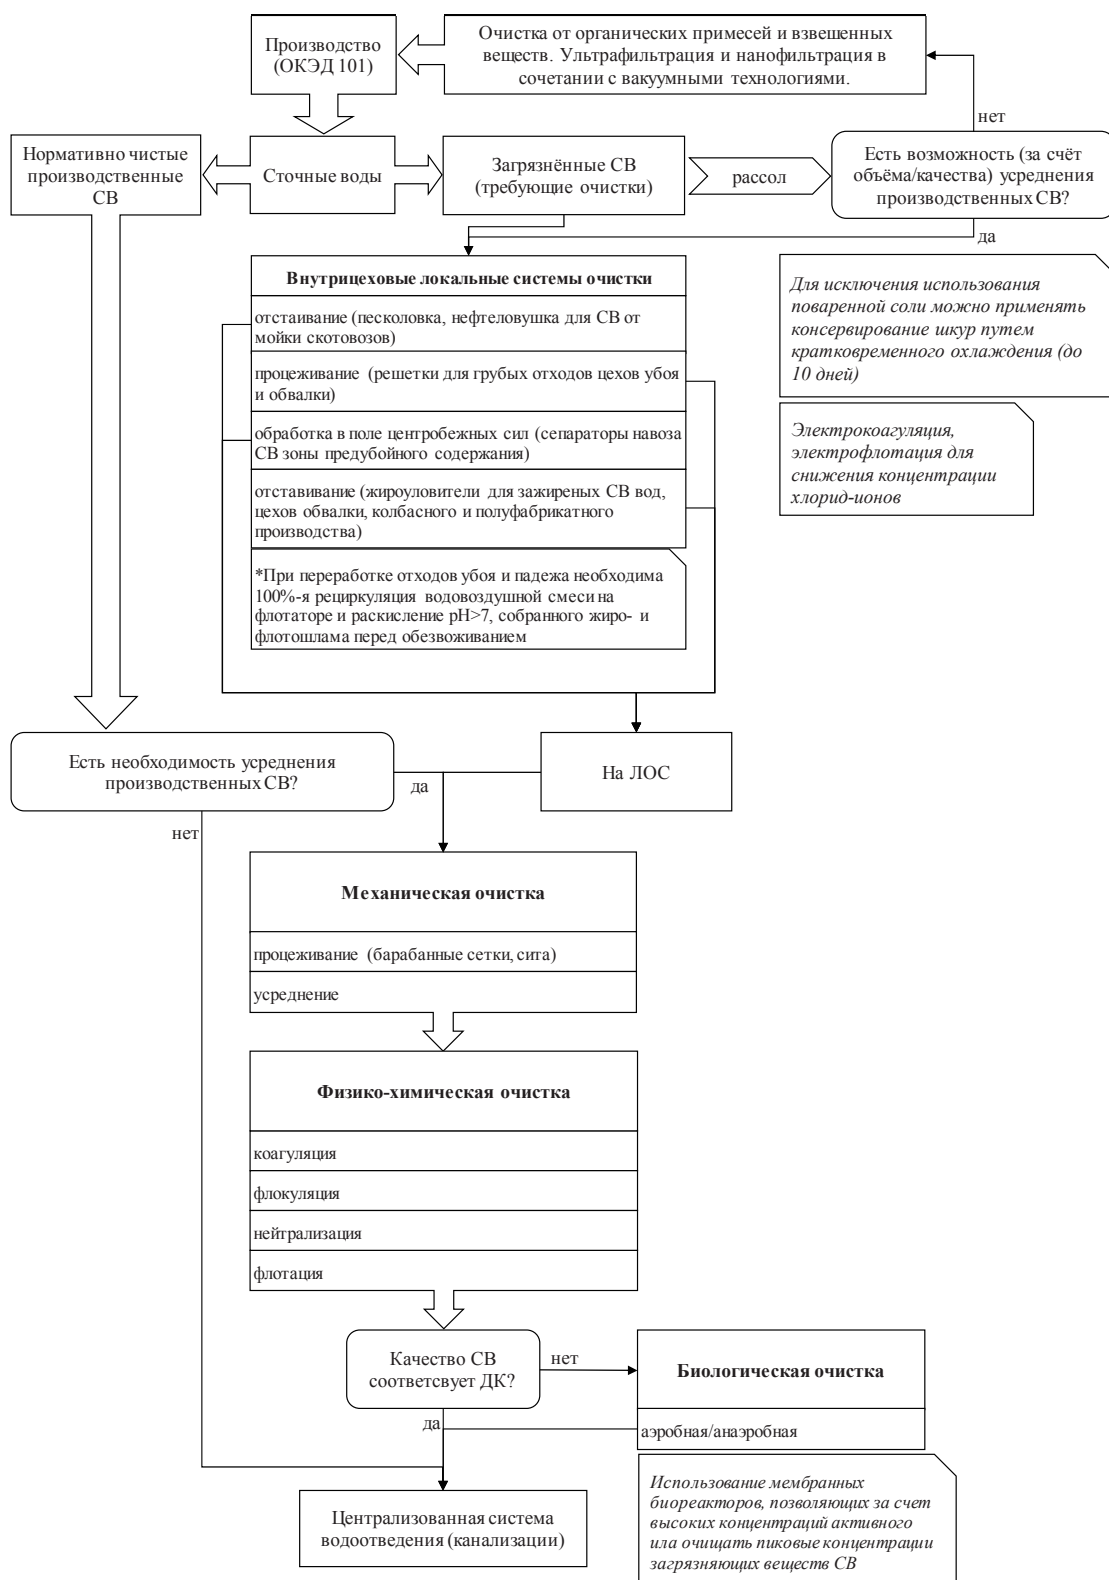 Производство
(ОКЭД 101)
Очистка от органических примесей и взвешенных
веществ. Ультрафильтрация и нанофильтрация в
сочетании с вакуумными технологиями.
нет
Нормативно чистые
производственные
СВ
Сточные воды
Загрязнённые СВ
(требующие очистки)
рассол
Есть возможность (за счёт
объёма/качества) усреднения
производственных СВ?
да
Внутрицеховые локальные системы очистки
отстаивание (песколовка, нефтеловушка для СВ от
мойки скотовозов)
процеживание (решетки для грубых отходов цехов убоя
и обвалки)
обработка в поле центробежных сил (сепараторы навоза
СВ зоны предубойного содержания)
отставивание (жироуловители для зажиреных СВ вод,
цехов обвалки, колбасного и полуфабрикатного
производства)
*При переработке отходов убоя и падежа необходима
100%-я рециркуляция водовоздушной смеси на
флотаторе и раскисление рН>7, собранного жиро- и
флотошлама перед обезвоживанием
Для исключения использования
поваренной соли можно применять
консервирование шкур путем
кратковременного охлаждения (до
10 дней)
Электрокоагуляция,
электрофлотация для
снижения концентрации
хлорид-ионов
Есть необходимость усреднения
производственных СВ?
да
На ЛОС
нет
Механическая очистка
процеживание (барабанные сетки, сита)
усреднение
Физико-химическая очистка
коагуляция
флокуляция
нейтрализация
флотация
Качество СВ
соответсвует ДК?
нет
Биологическая очистка
да
аэробная/анаэробная
Использование мембранных
биореакторов, позволяющих за счет
высоких концентраций активного
ила очищать пиковые концентрации
загрязняющих веществ СВ
Централизованная система
водоотведения (канализации)